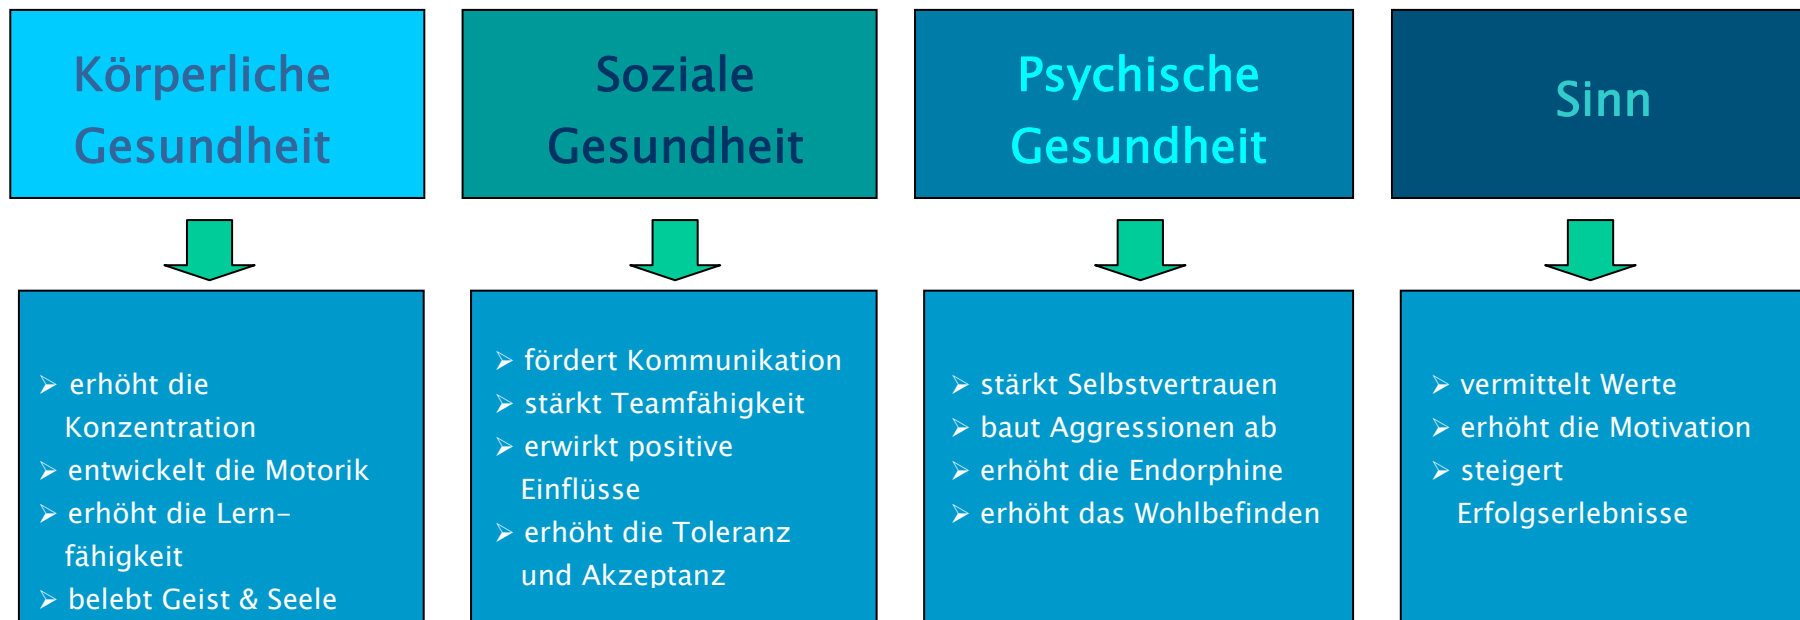 Körperliche
Gesundheit
Soziale
Gesundheit
Psychische
Gesundheit
Sinn
➢ erhöht die
Konzentration
➢ entwickelt die Motorik
➢ erhöht die Lern-
fähigkeit
➢ belebt Geist & Seele
➢ fördert Kommunikation
➢ stärkt Teamfähigkeit
➢ erwirkt positive
Einflüsse
➢ erhöht die Toleranz
und Akzeptanz
➢ stärkt Selbstvertrauen
➢ baut Aggressionen ab
➢ erhöht die Endorphine
➢ erhöht das Wohlbefinden
➢ vermittelt Werte
➢ erhöht die Motivation
➢ steigert
Erfolgserlebnisse